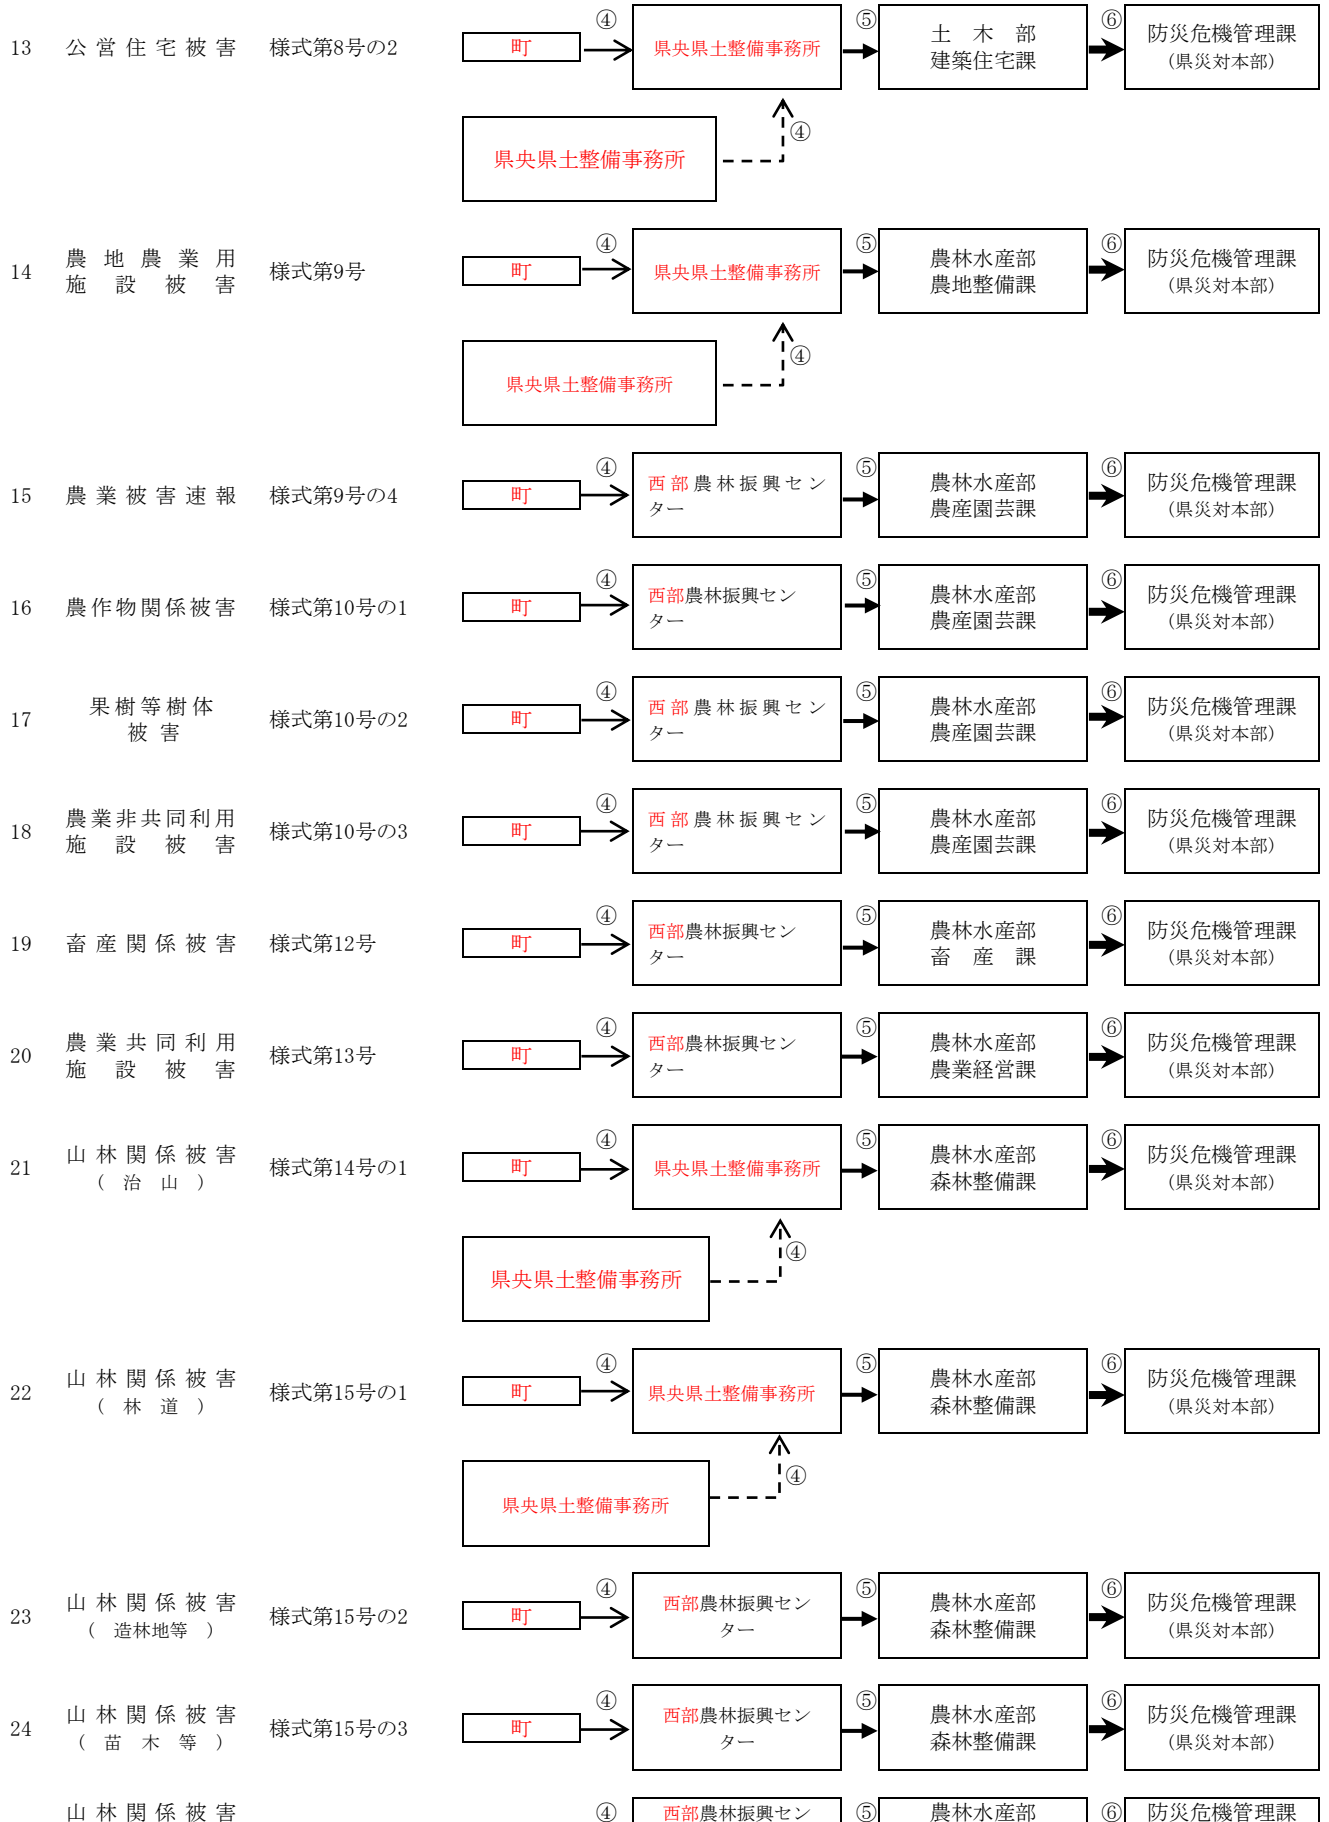 13 公営住宅被害 様式第8号の2 町 ④ 県央県土整備事務所 ⑤ 土木部 建築住宅課 ⑥ 防災危機管理課 (県災対本部)
県央県土整備事務所 ④
14 農地農業用 施設被害 様式第9号 町 ④ 県央県土整備事務所 ⑤ 農林水産部 農地整備課 ⑥ 防災危機管理課 (県災対本部)
県央県土整備事務所 ④
15 農業被害速報 様式第9号の4 町 ④ 西部農林振興センター ⑤ 農林水産部 農産園芸課 ⑥ 防災危機管理課 (県災対本部)
16 農作物関係被害 様式第10号の1 町 ④ 西部農林振興センター ⑤ 農林水産部 農産園芸課 ⑥ 防災危機管理課 (県災対本部)
17 果樹等樹体 被害 様式第10号の2 町 ④ 西部農林振興センター ⑤ 農林水産部 農産園芸課 ⑥ 防災危機管理課 (県災対本部)
18 農業非共同利用 施設被害 様式第10号の3 町 ④ 西部農林振興センター ⑤ 農林水産部 農産園芸課 ⑥ 防災危機管理課 (県災対本部)
19 畜産関係被害 様式第12号 町 ④ 西部農林振興センター ⑤ 農林水産部 畜産課 ⑥ 防災危機管理課 (県災対本部)
20 農業共同利用 施設被害 様式第13号 町 ④ 西部農林振興センター ⑤ 農林水産部 農業経営課 ⑥ 防災危機管理課 (県災対本部)
21 山林関係被害 (治山) 様式第14号の1 町 ④ 県央県土整備事務所 ⑤ 農林水産部 森林整備課 ⑥ 防災危機管理課 (県災対本部)
県央県土整備事務所 ④
22 山林関係被害 (林道) 様式第15号の1 町 ④ 県央県土整備事務所 ⑤ 農林水産部 森林整備課 ⑥ 防災危機管理課 (県災対本部)
県央県土整備事務所 ④
23 山林関係被害 (造林地等) 様式第15号の2 町 ④ 西部農林振興センター ⑤ 農林水産部 森林整備課 ⑥ 防災危機管理課 (県災対本部)
24 山林関係被害 (苗木等) 様式第15号の3 町 ④ 西部農林振興センター ⑤ 農林水産部 森林整備課 ⑥ 防災危機管理課 (県災対本部)
山林関係被害 ④ 西部農林振興セン ⑤ 農林水産部 ⑥ 防災危機管理課